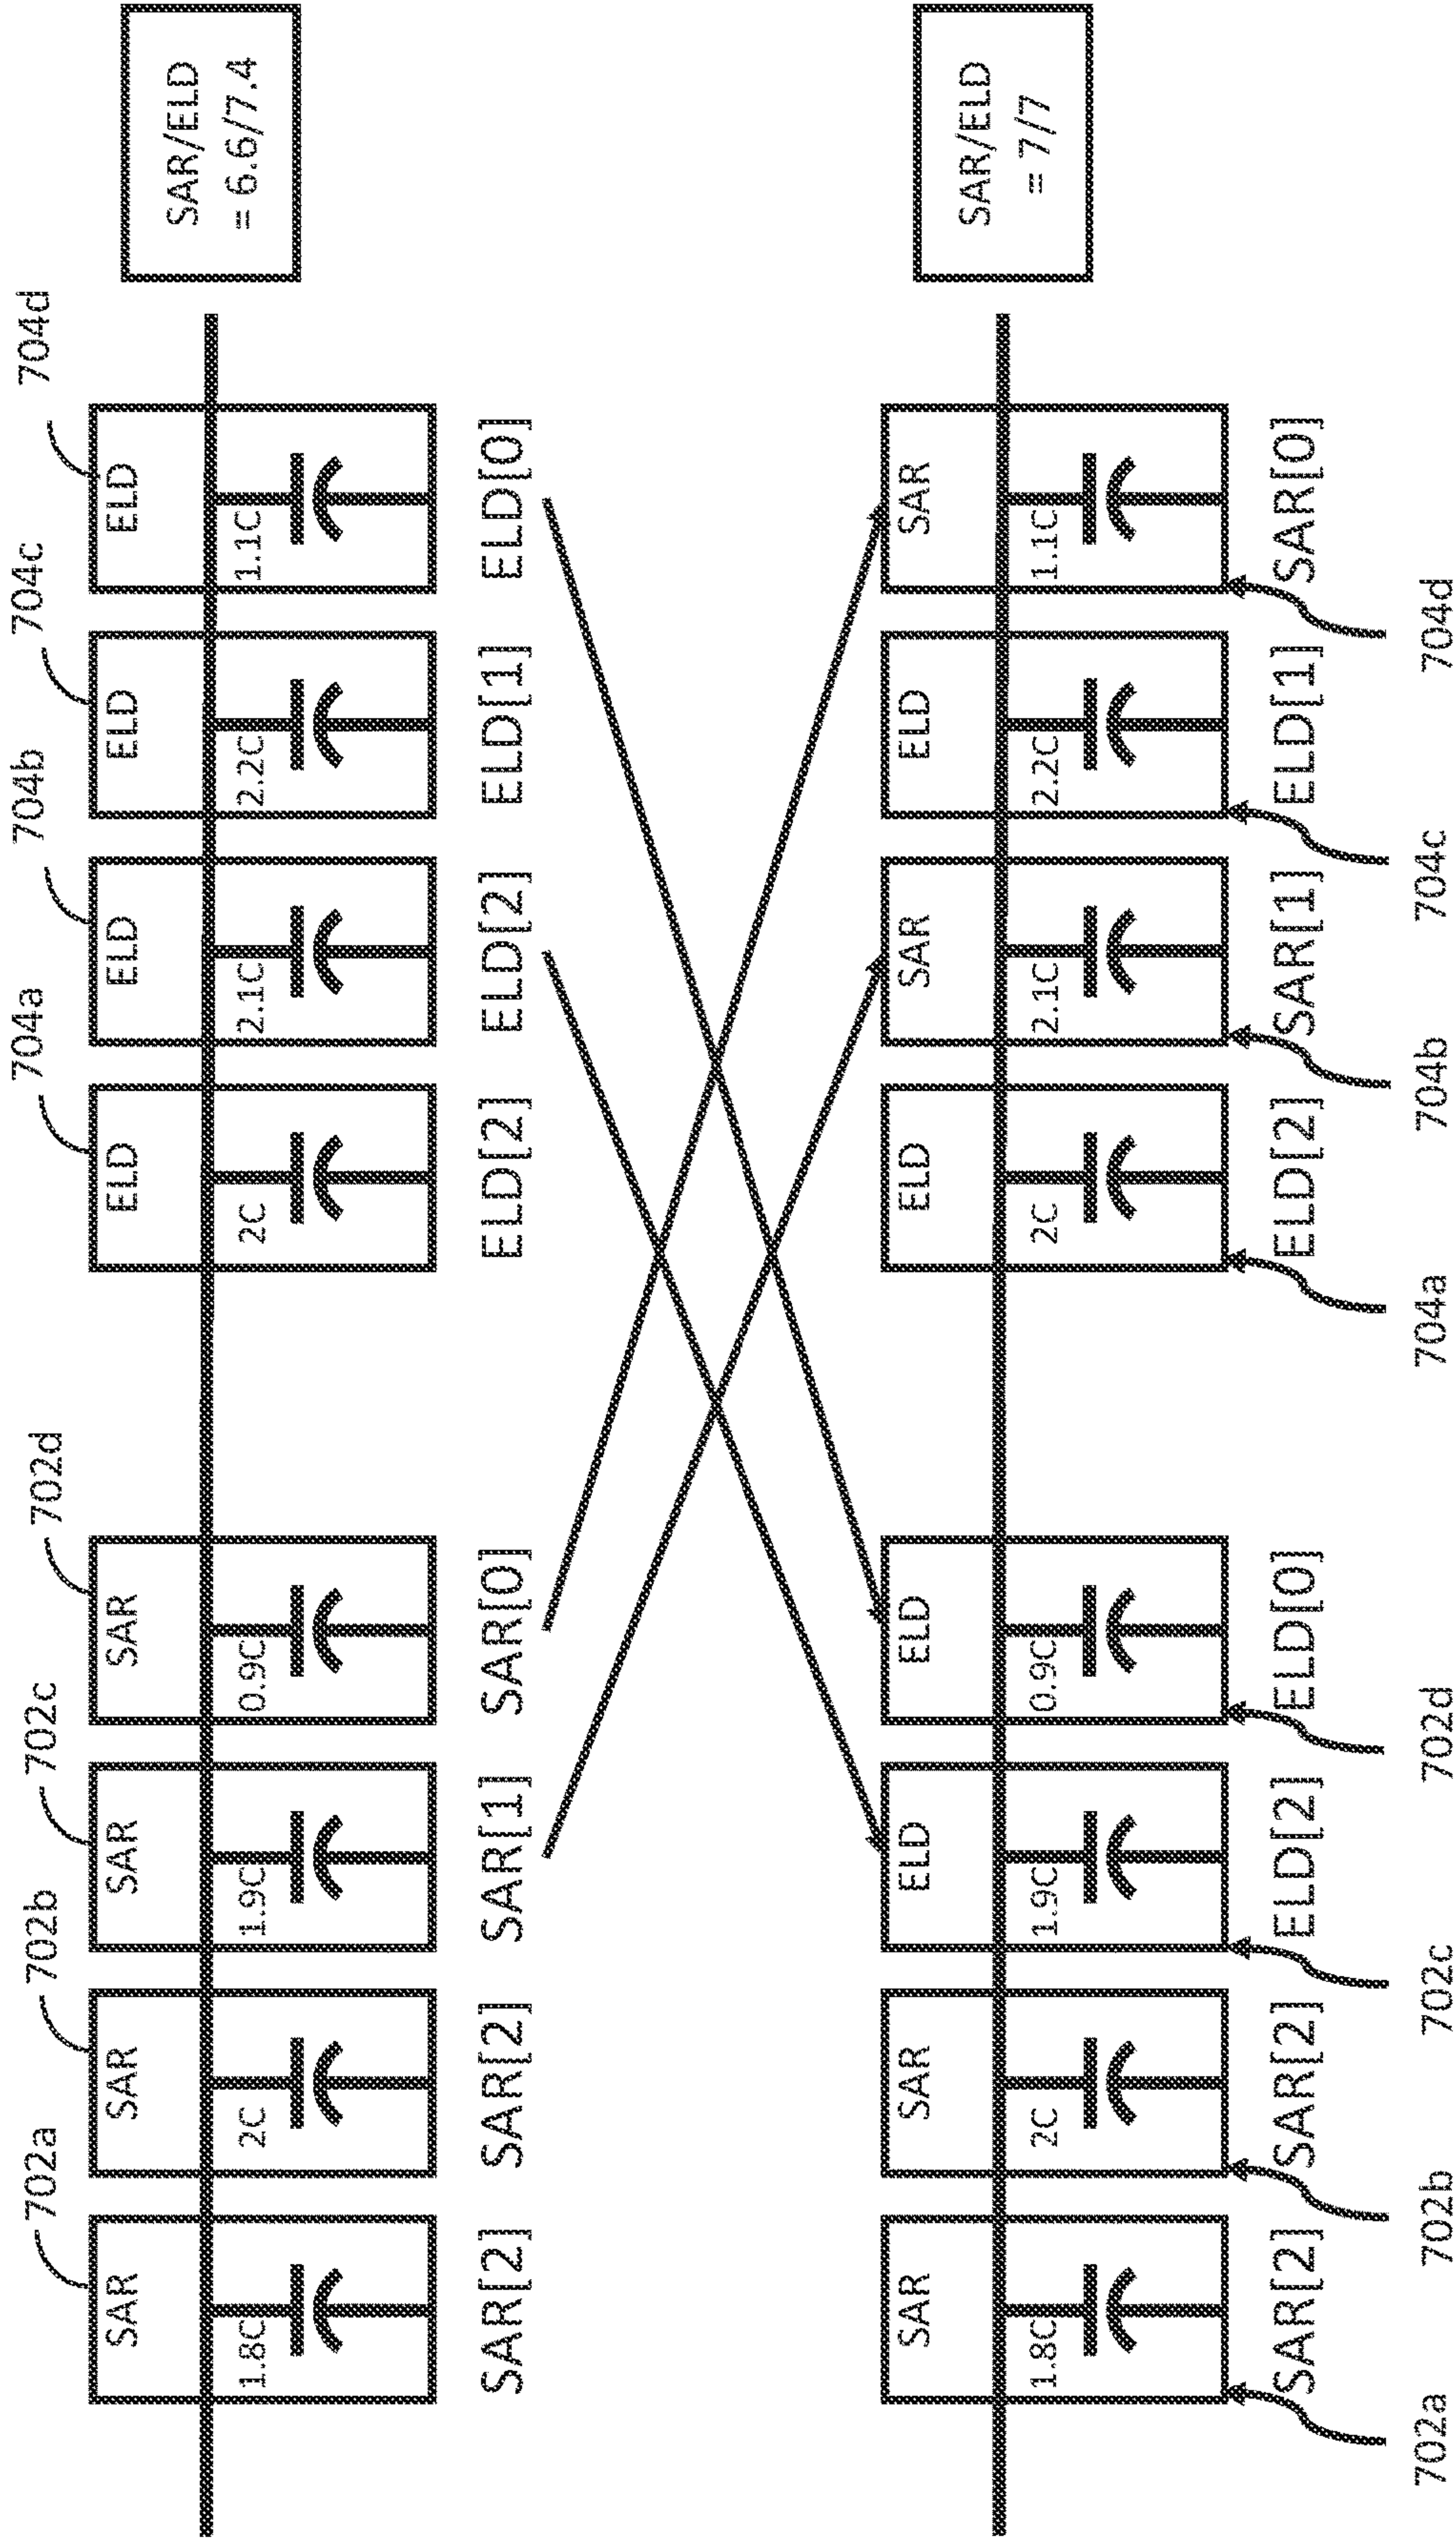 702a
702b
702c
702d
704a
704b
704c
704d
SAR
SAR
SAR
SAR
ELD
ELD
ELD
ELD
SAR/ELD
= 6.6/7.4
1.8C
2C
1.9C
0.9C
2C
2.1C
2.2C
1.1C
SAR[2]
SAR[2]
SAR[1]
SAR[0]
ELD[2]
ELD[2]
ELD[1]
ELD[0]
SAR
SAR
ELD
ELD
ELD
SAR
ELD
SAR
SAR/ELD
= 7/7
1.8C
2C
1.9C
0.9C
2C
2.1C
2.2C
1.1C
SAR[2]
SAR[2]
ELD[2]
ELD[0]
ELD[2]
SAR[1]
ELD[1]
SAR[0]
702a
702b
702c
702d
704a
704b
704c
704d